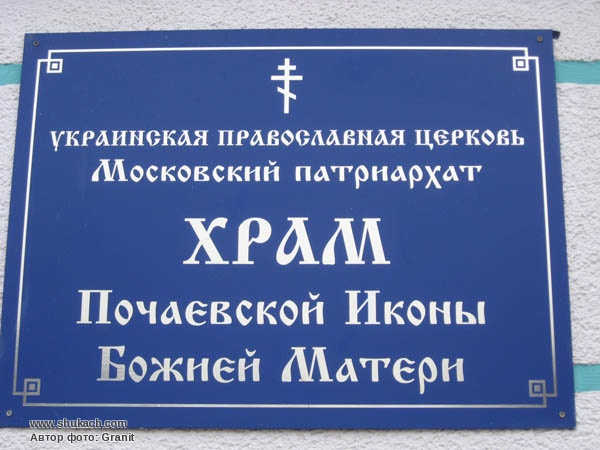 УКРАИНСКАЯ ПРАВОСЛАВНАЯ ЦЕРКОВЬ
Московский патриархат
ХРАМ
Почаевской Иконы
Божией Матери
www.shukach.com
Автор фото: Granit